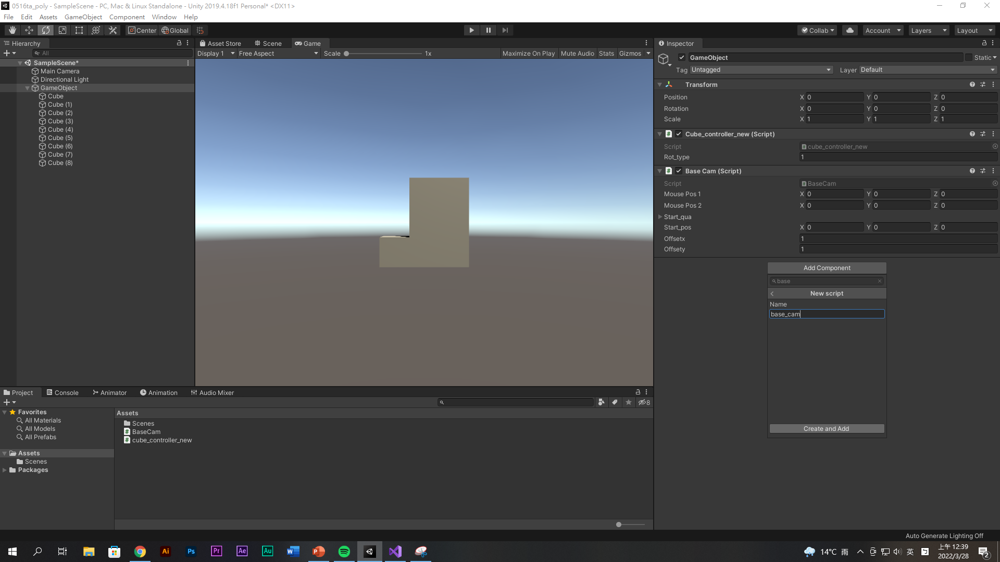 0516ta_poly - SampleScene - PC, Mac & Linux Standalone - Unity 2019.4.18f1 Personal* <DX11>
File Edit Assets GameObject Component Window Help
Center Global Collab Account Layers Layout
Hierarchy
All
SampleScene*
Main Camera
Directional Light
GameObject
Cube
Cube (1)
Cube (2)
Cube (3)
Cube (4)
Cube (5)
Cube (6)
Cube (7)
Cube (8)
Asset Store Scene Game
Display 1 Free Aspect Scale 1x Maximize On Play Mute Audio Stats Gizmos
Inspector
GameObject Static
Tag Untagged Layer Default
Transform
Position X 0 Y 0 Z 0
Rotation X 0 Y 0 Z 0
Scale X 1 Y 1 Z 1
# Cube_controller_new (Script)
Script cube_controller_new
Rot_type 1
# Base Cam (Script)
Script BaseCam
Mouse Pos 1 X 0 Y 0 Z 0
Mouse Pos 2 X 0 Y 0 Z 0
Start_qua
Start_pos X 0 Y 0 Z 0
Offsetx 1
Offsety 1
Add Component
base
New script
Name
base_cam
Create and Add
Project Console Animator Animation Audio Mixer
8
Favorites
All Materials
All Models
All Prefabs
Assets
Scenes
Packages
Assets
Scenes
# BaseCam
# cube_controller_new
Auto Generate Lighting Off
Ai Ps Pr Ae Au W P
14°C 雨 英
上午 12:39
2022/3/28
2